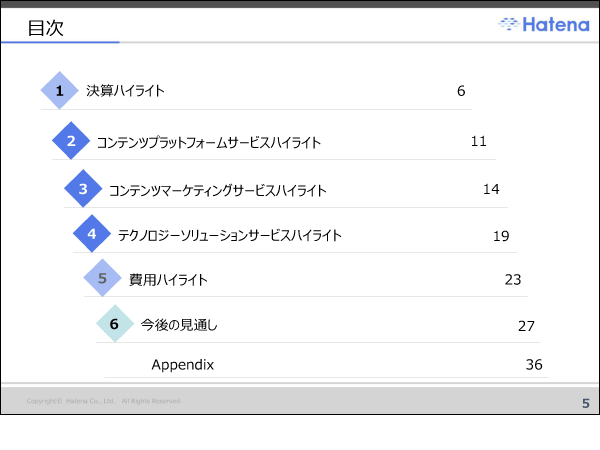 目次
Hatena
1 決算ハイライト 6
2 コンテンツプラットフォームサービスハイライト 11
3 コンテンツマーケティングサービスハイライト 14
4 テクノロジーソリューションサービスハイライト 19
5 費用ハイライト 23
6 今後の見通し 27
Appendix 36
Copyright© Hatena Co., Ltd. All Rights Reserved.
5